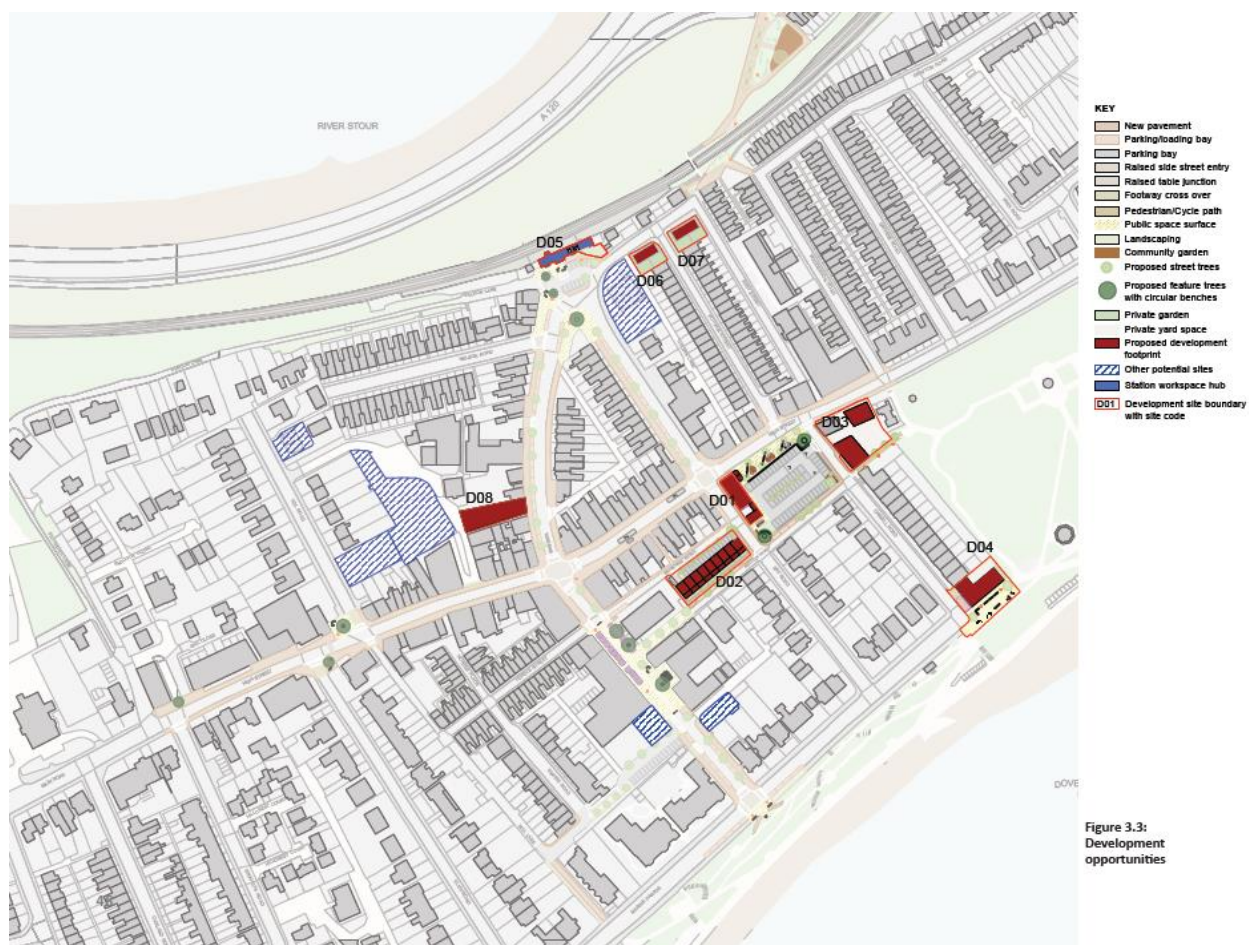 RIVER STOUR
A 120
D05
D07
D06
D03
D08
D01
D02
D04
HIGH STREET
DOVE
KEY
New pavement
Parking/loading bay
Parking bay
Raised side street entry
Raised table junction
Footway cross over
Pedestrian/Cycle path
Public space surface
Landscaping
Community garden
Proposed street trees
Proposed feature trees
with circular benches
Private garden
Private yard space
Proposed development
footprint
Other potential sites
Station workspace hub
D01
Development site boundary
with site code
Figure 3.3:
Development
opportunities